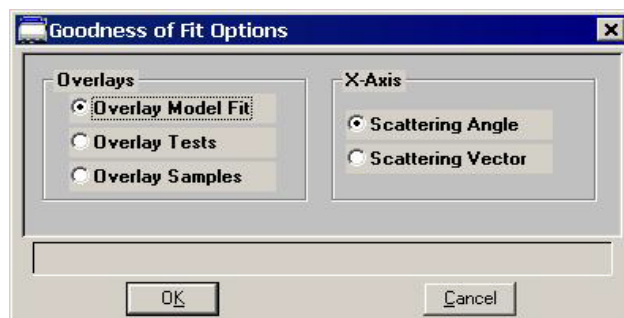 Goodness of Fit Options
Overlays
Overlay Model Fit
Overlay Tests
Overlay Samples
X-Axis
Scattering Angle
Scattering Vector
OK
Cancel